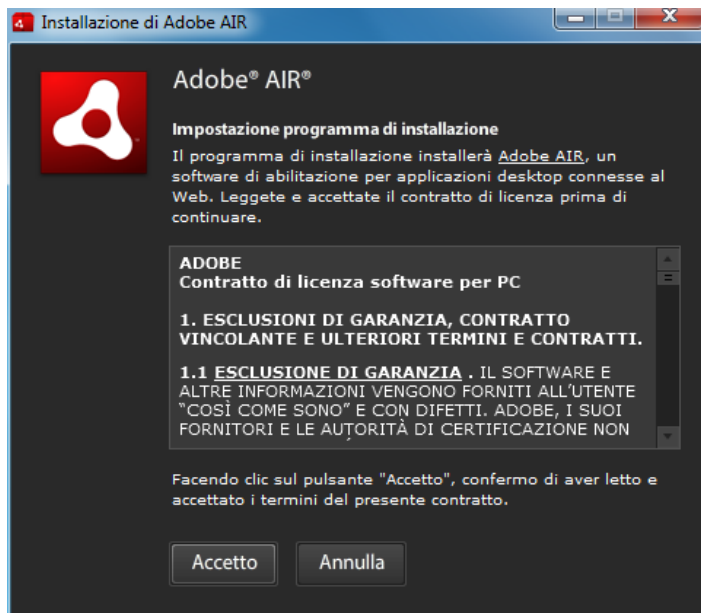 Installazione di Adobe AIR
Adobe® AIR®
Impostazione programma di installazione
Il programma di installazione installerà Adobe AIR, un
software di abilitazione per applicazioni desktop connesse al
Web. Leggete e accettate il contratto di licenza prima di
continuare.
ADOBE
Contratto di licenza software per PC
1. ESCLUSIONI DI GARANZIA, CONTRATTO
VINCOLANTE E ULTERIORI TERMINI E CONTRATTI.
1.1 ESCLUSIONE DI GARANZIA . IL SOFTWARE E
ALTRE INFORMAZIONI VENGONO FORNITI ALL'UTENTE
“COSÌ COME SONO” E CON DIFETTI. ADOBE, I SUOI
FORNITORI E LE AUTORITÀ DI CERTIFICAZIONE NON
Facendo clic sul pulsante "Accetto", confermo di aver letto e
accettato i termini del presente contratto.
Accetto
Annulla